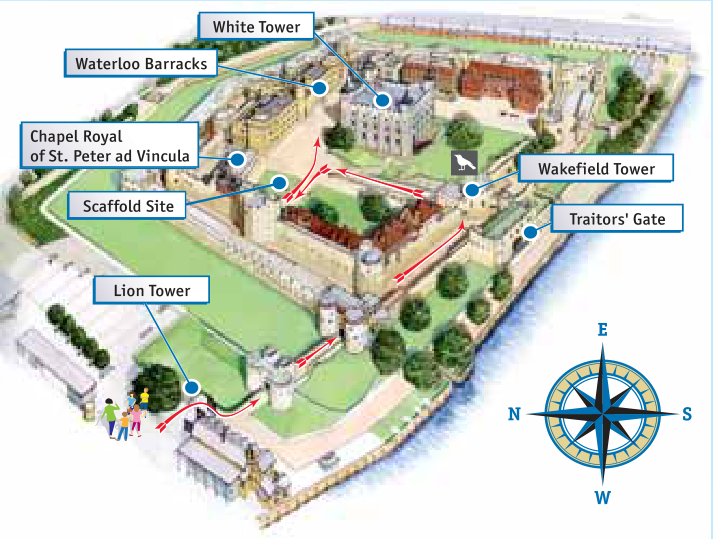 White Tower
Waterloo Barracks
Chapel Royal
of St. Peter ad Vincula
Wakefield Tower
Scaffold Site
Traitors' Gate
Lion Tower
E
N
S
W